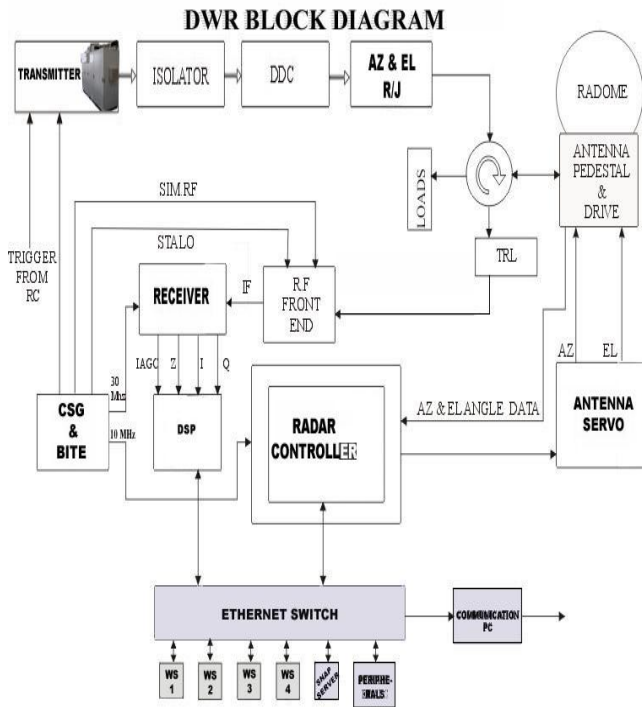 DWR BLOCK DIAGRAM
TRANSMITTER
ISOLATOR
DDC
AZ & EL
R/J
RADOME
ANTENNA
PEDESTAL
&
DRIVE
LOADS
SIM.RF
STALO
TRIGGER
FROM
RC
TRL
RECEIVER
IF
R.F
FRONT
END
IAGC
Z
I
Q
AZ
EL
30
Mhz
10 MHz
CSG
&
BITE
DSP
RADAR
CONTROLLER
AZ & EL ANGLE DATA
ANTENNA
SERVO
ETHERNET SWITCH
COMMUNICATION
PC
WS
1
WS
2
WS
3
WS
4
SNAP
SERVER
PERIPHE-
RALS